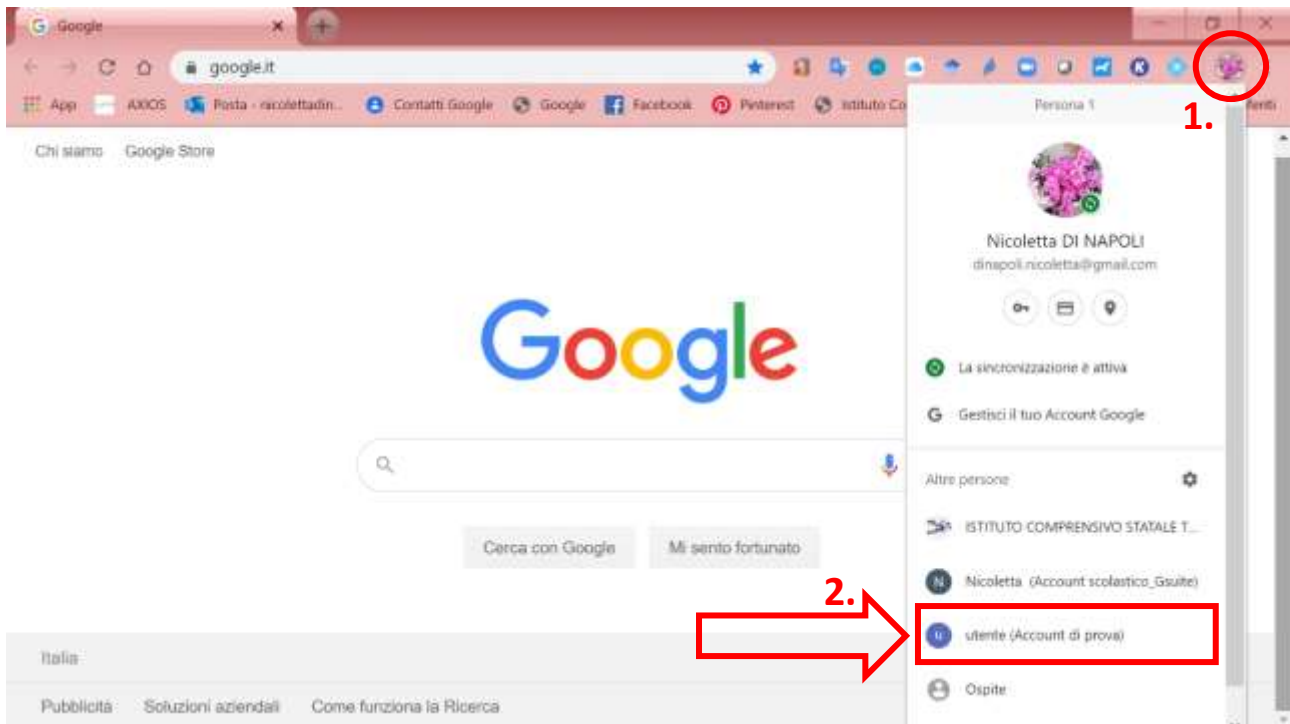 Google
google.it
App
AXIOS
Posta - nicolettadin...
Contatti Google
Google
Facebook
Pinterest
Istituto Co
Persona 1
1.
Chi siamo
Google Store
Nicoletta DI NAPOLI
dinapoli.nicoletta@gmail.com
Google
La sincronizzazione è attiva
G Gestisci il tuo Account Google
Altre persone
ISTITUTO COMPRENSIVO STATALE T...
Cerca con Google
Mi sento fortunato
N Nicoletta (Account scolastico_Gsuite)
2.
u utente (Account di prova)
Italia
Ospite
Pubblicità
Soluzioni aziendali
Come funziona la Ricerca